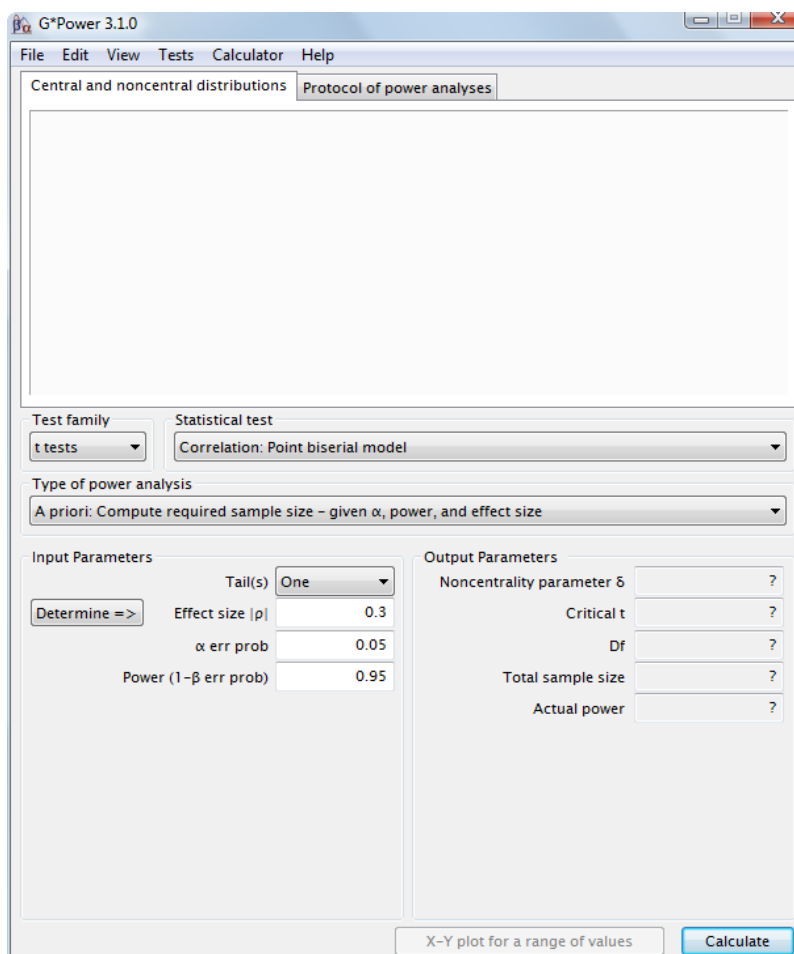 G*Power 3.1.0
File Edit View Tests Calculator Help
Central and noncentral distributions Protocol of power analyses
Test family Statistical test
t tests Correlation: Point biserial model
Type of power analysis
A priori: Compute required sample size – given α, power, and effect size
Input Parameters
Tail(s) One
Determine => Effect size |ρ| 0.3
α err prob 0.05
Power (1−β err prob) 0.95
Output Parameters
Noncentrality parameter δ ?
Critical t ?
Df ?
Total sample size ?
Actual power ?
X−Y plot for a range of values Calculate